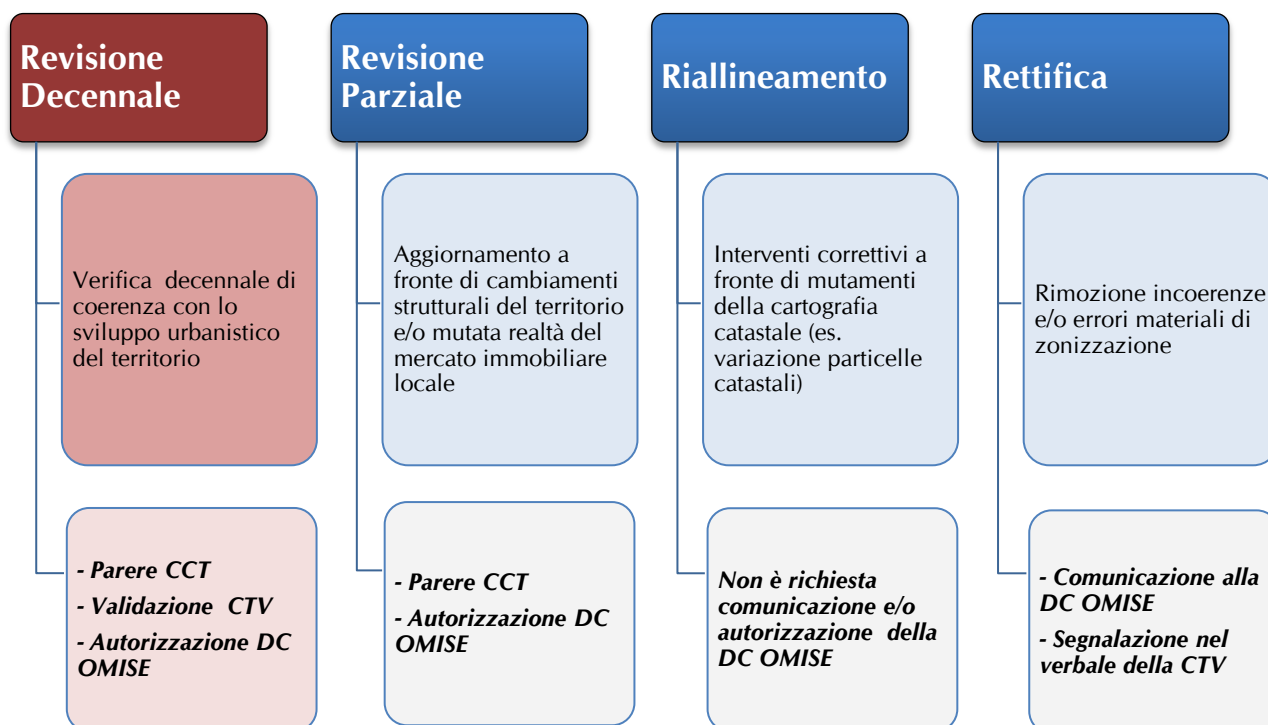 Revisione
Decennale
Verifica decennale di
coerenza con lo
sviluppo urbanistico
del territorio
- Parere CCT
- Validazione CTV
- Autorizzazione DC
OMISE
Revisione
Parziale
Aggiornamento a
fronte di cambiamenti
strutturali del territorio
e/o mutata realtà del
mercato immobiliare
locale
- Parere CCT
- Autorizzazione DC
OMISE
Riallineamento
Interventi correttivi a
fronte di mutamenti
della cartografia
catastale (es.
variazione particelle
catastali)
Non è richiesta
comunicazione e/o
autorizzazione della
DC OMISE
Rettifica
Rimozione incoerenze
e/o errori materiali di
zonizzazione
- Comunicazione alla
DC OMISE
- Segnalazione nel
verbale della CTV